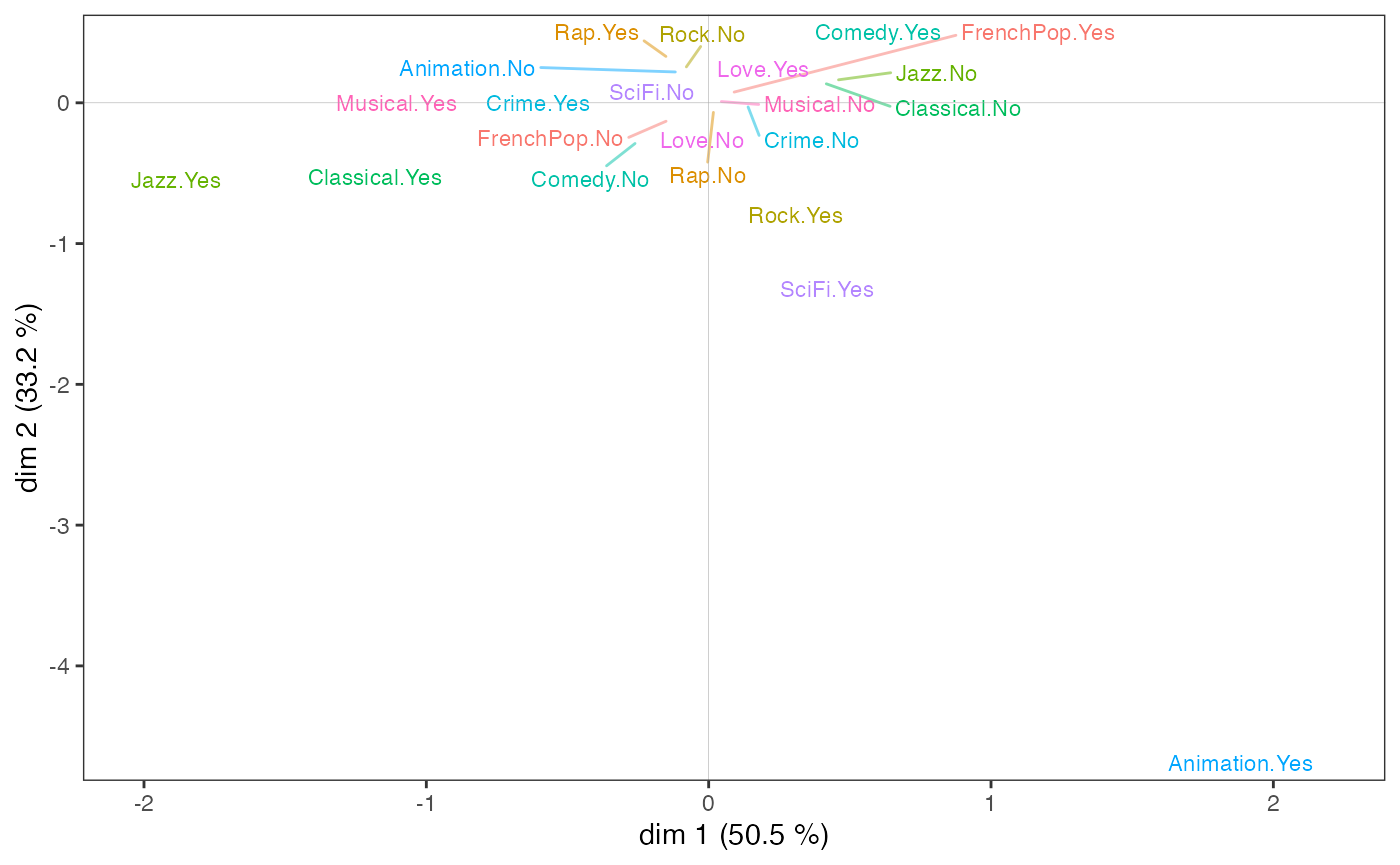 Rap.Yes Rock.No Comedy.Yes FrenchPop.Yes
Animation.No Love.Yes Jazz.No
SciFi.No
0 Musical.Yes Crime.Yes Musical.No Classical.No
FrenchPop.No Love.No Crime.No
Jazz.Yes Classical.Yes Comedy.No Rap.No
Rock.Yes
-1
SciFi.Yes
-2
dim 2 (33.2 %)
-3
-4
Animation.Yes
-2 -1 0 1 2
dim 1 (50.5 %)